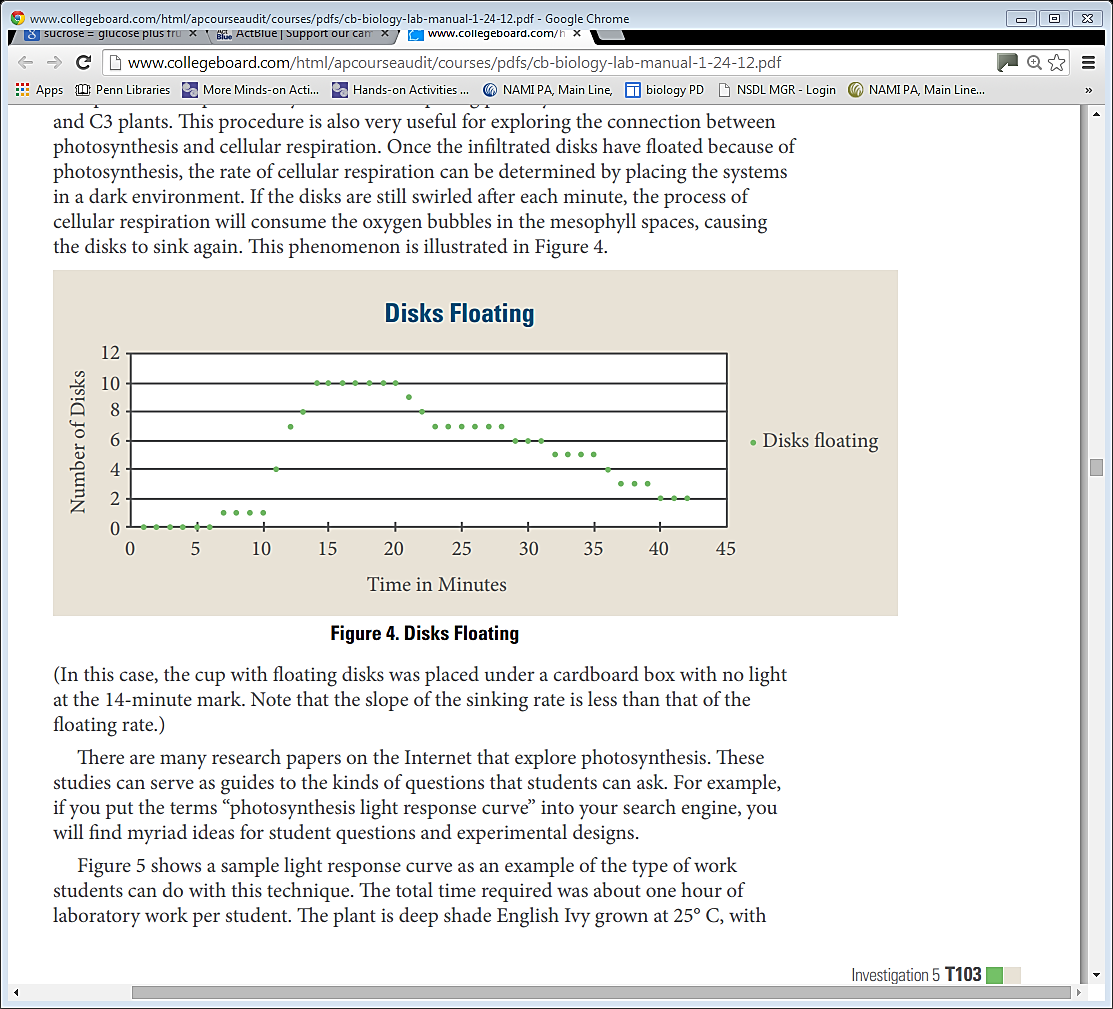 www.collegeboard.com/html/apcourseaudit/courses/pdfs/cb-biology-lab-manual-1-24-12.pdf - Google Chrome
sucrose = glucose plus fru
ActBlue | Support our cam
www.collegeboard.com/h
www.collegeboard.com/html/apcourseaudit/courses/pdfs/cb-biology-lab-manual-1-24-12.pdf
Apps Penn Libraries More Minds-on Acti... Hands-on Activities ... NAMI PA, Main Line, biology PD NSDL MGR - Login NAMI PA, Main Line... »
and C3 plants. This procedure is also very useful for exploring the connection between
photosynthesis and cellular respiration. Once the infiltrated disks have floated because of
photosynthesis, the rate of cellular respiration can be determined by placing the systems
in a dark environment. If the disks are still swirled after each minute, the process of
cellular respiration will consume the oxygen bubbles in the mesophyll spaces, causing
the disks to sink again. This phenomenon is illustrated in Figure 4.
Disks Floating
Number of Disks
12
10
8
6
4
2
0
0 5 10 15 20 25 30 35 40 45
Time in Minutes
Disks floating
Figure 4. Disks Floating
(In this case, the cup with floating disks was placed under a cardboard box with no light
at the 14-minute mark. Note that the slope of the sinking rate is less than that of the
floating rate.)
There are many research papers on the Internet that explore photosynthesis. These
studies can serve as guides to the kinds of questions that students can ask. For example,
if you put the terms “photosynthesis light response curve” into your search engine, you
will find myriad ideas for student questions and experimental designs.
Figure 5 shows a sample light response curve as an example of the type of work
students can do with this technique. The total time required was about one hour of
laboratory work per student. The plant is deep shade English Ivy grown at 25° C, with
Investigation 5 T103